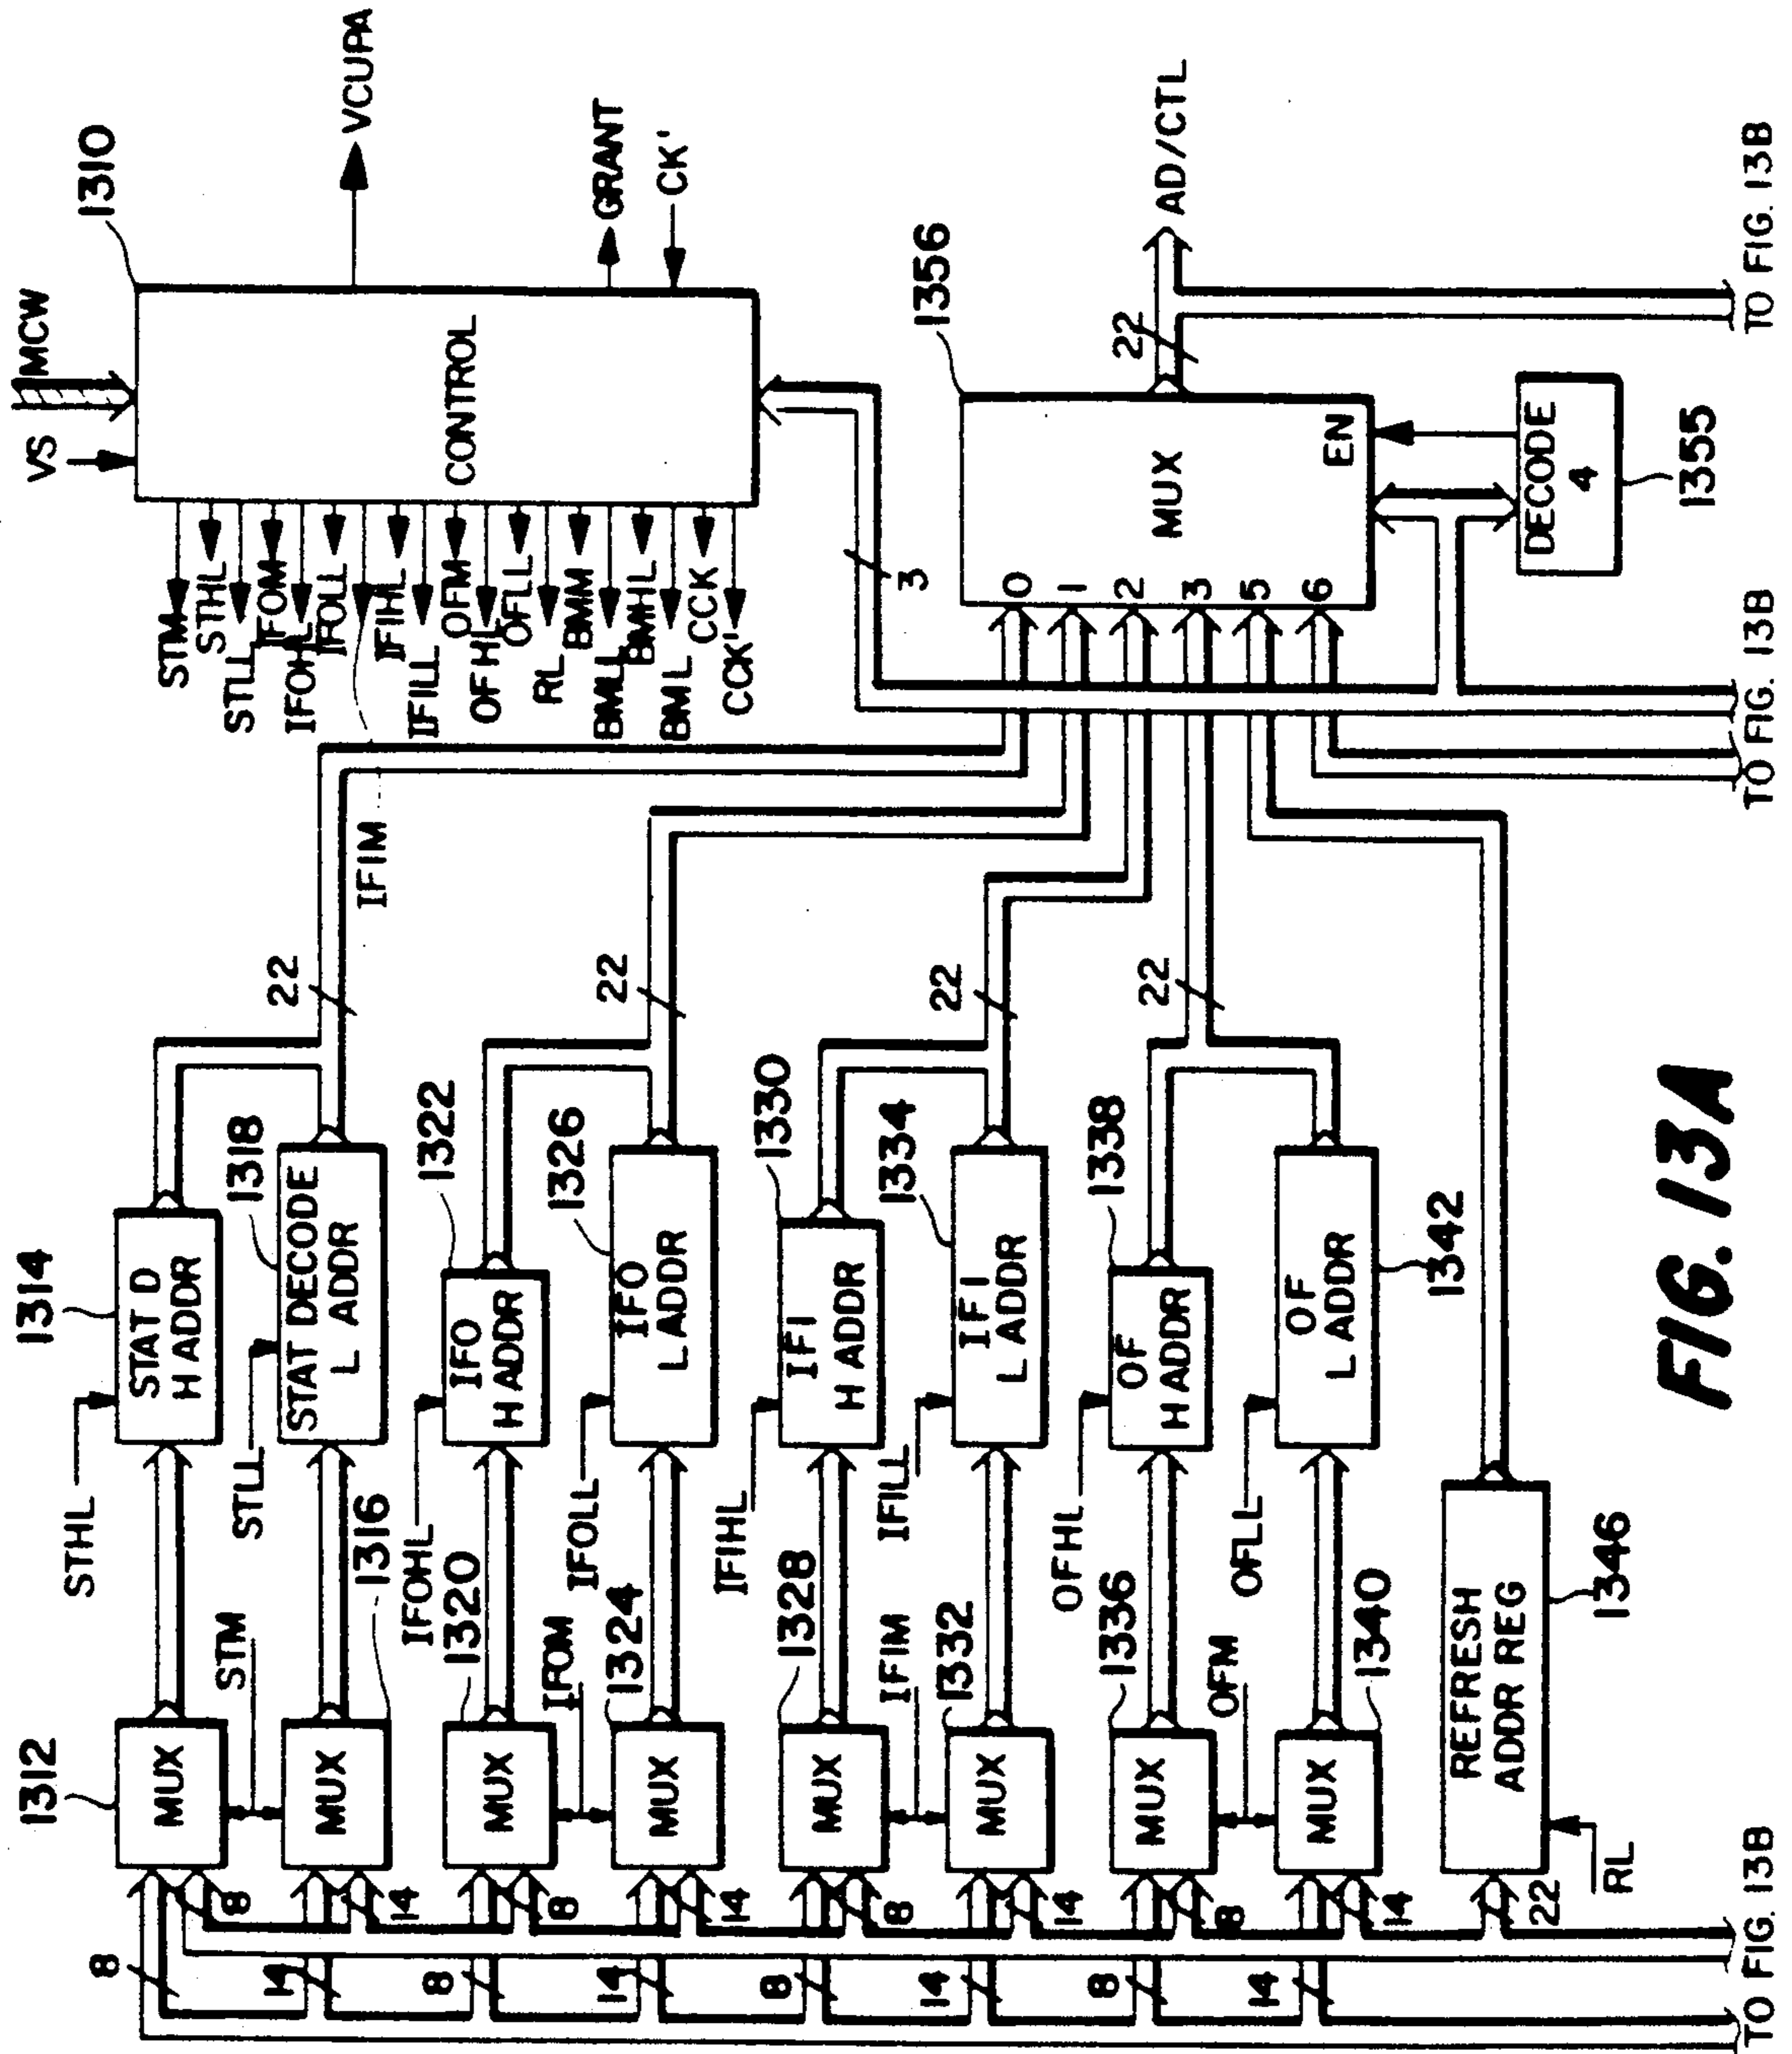 1310
MCW
VS
VCUPA
CONTROL
GRANT
CK'
STM
STHL
STLL
IFOM
IFOHL
IFOLL
IFIHL
IFILL
OFM
OFHL
OFLL
RL
BMM
BMLL
BMHL
BML
CCK
CCK'
3
IFIM
1356
MUX
EN
0
1
2
3
5
6
22
AD/CTL
DECODE
4
1355
TO FIG. 13B
TO FIG. 13B
1314
STHL
STAT D
H ADDR
22
1318
STLL
STAT DECODE
L ADDR
1322
IFOHL
IFO
H ADDR
22
1326
IFOLL
IFO
L ADDR
1330
IFIHL
IFI
H ADDR
22
1334
IFILL
IFI
L ADDR
1338
OFHL
OF
H ADDR
22
OFLL
OF
L ADDR
1342
1312
MUX
STM
MUX
1316
1320
MUX
IFOM
1324
MUX
1328
MUX
IFIM
1332
MUX
1336
MUX
OFM
MUX
1340
REFRESH
ADDR REG
1346
RL
22
8
14
8
14
8
14
8
14
8
14
8
14
8
14
8
14
TO FIG. 13B
FIG. 13A